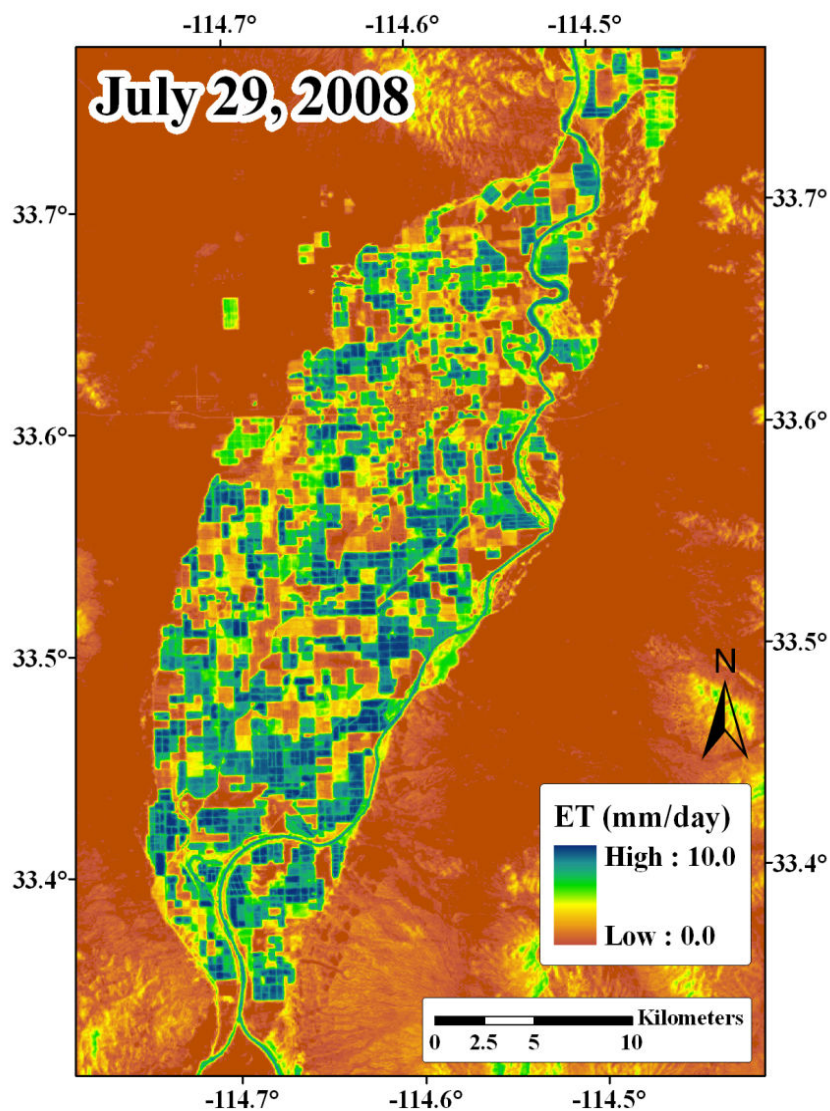 -114.7° -114.6° -114.5°
July 29, 2008
33.7° 33.7°
33.6° 33.6°
33.5° 33.5°
N
ET (mm/day)
High : 10.0
33.4° 33.4°
Low : 0.0
Kilometers
0 2.5 5 10
-114.7° -114.6° -114.5°